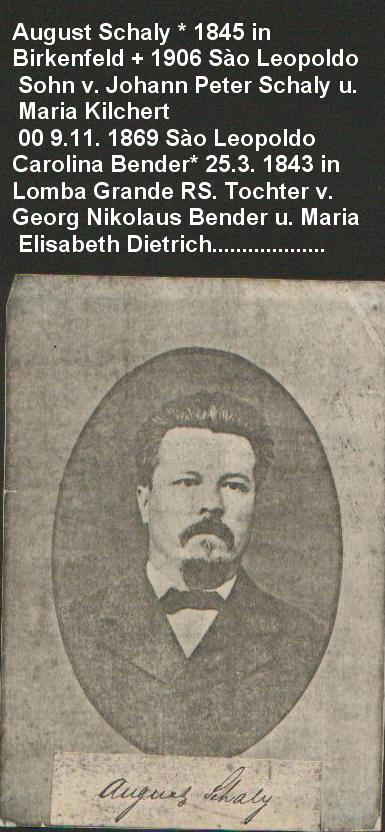 August Schaly * 1845 in
Birkenfeld + 1906 Sào Leopoldo
Sohn v. Johann Peter Schaly u.
Maria Kilchert
00 9.11. 1869 Sào Leopoldo
Carolina Bender* 25.3. 1843 in
Lomba Grande RS. Tochter v.
Georg Nikolaus Bender u. Maria
Elisabeth Dietrich...................
August Schaly